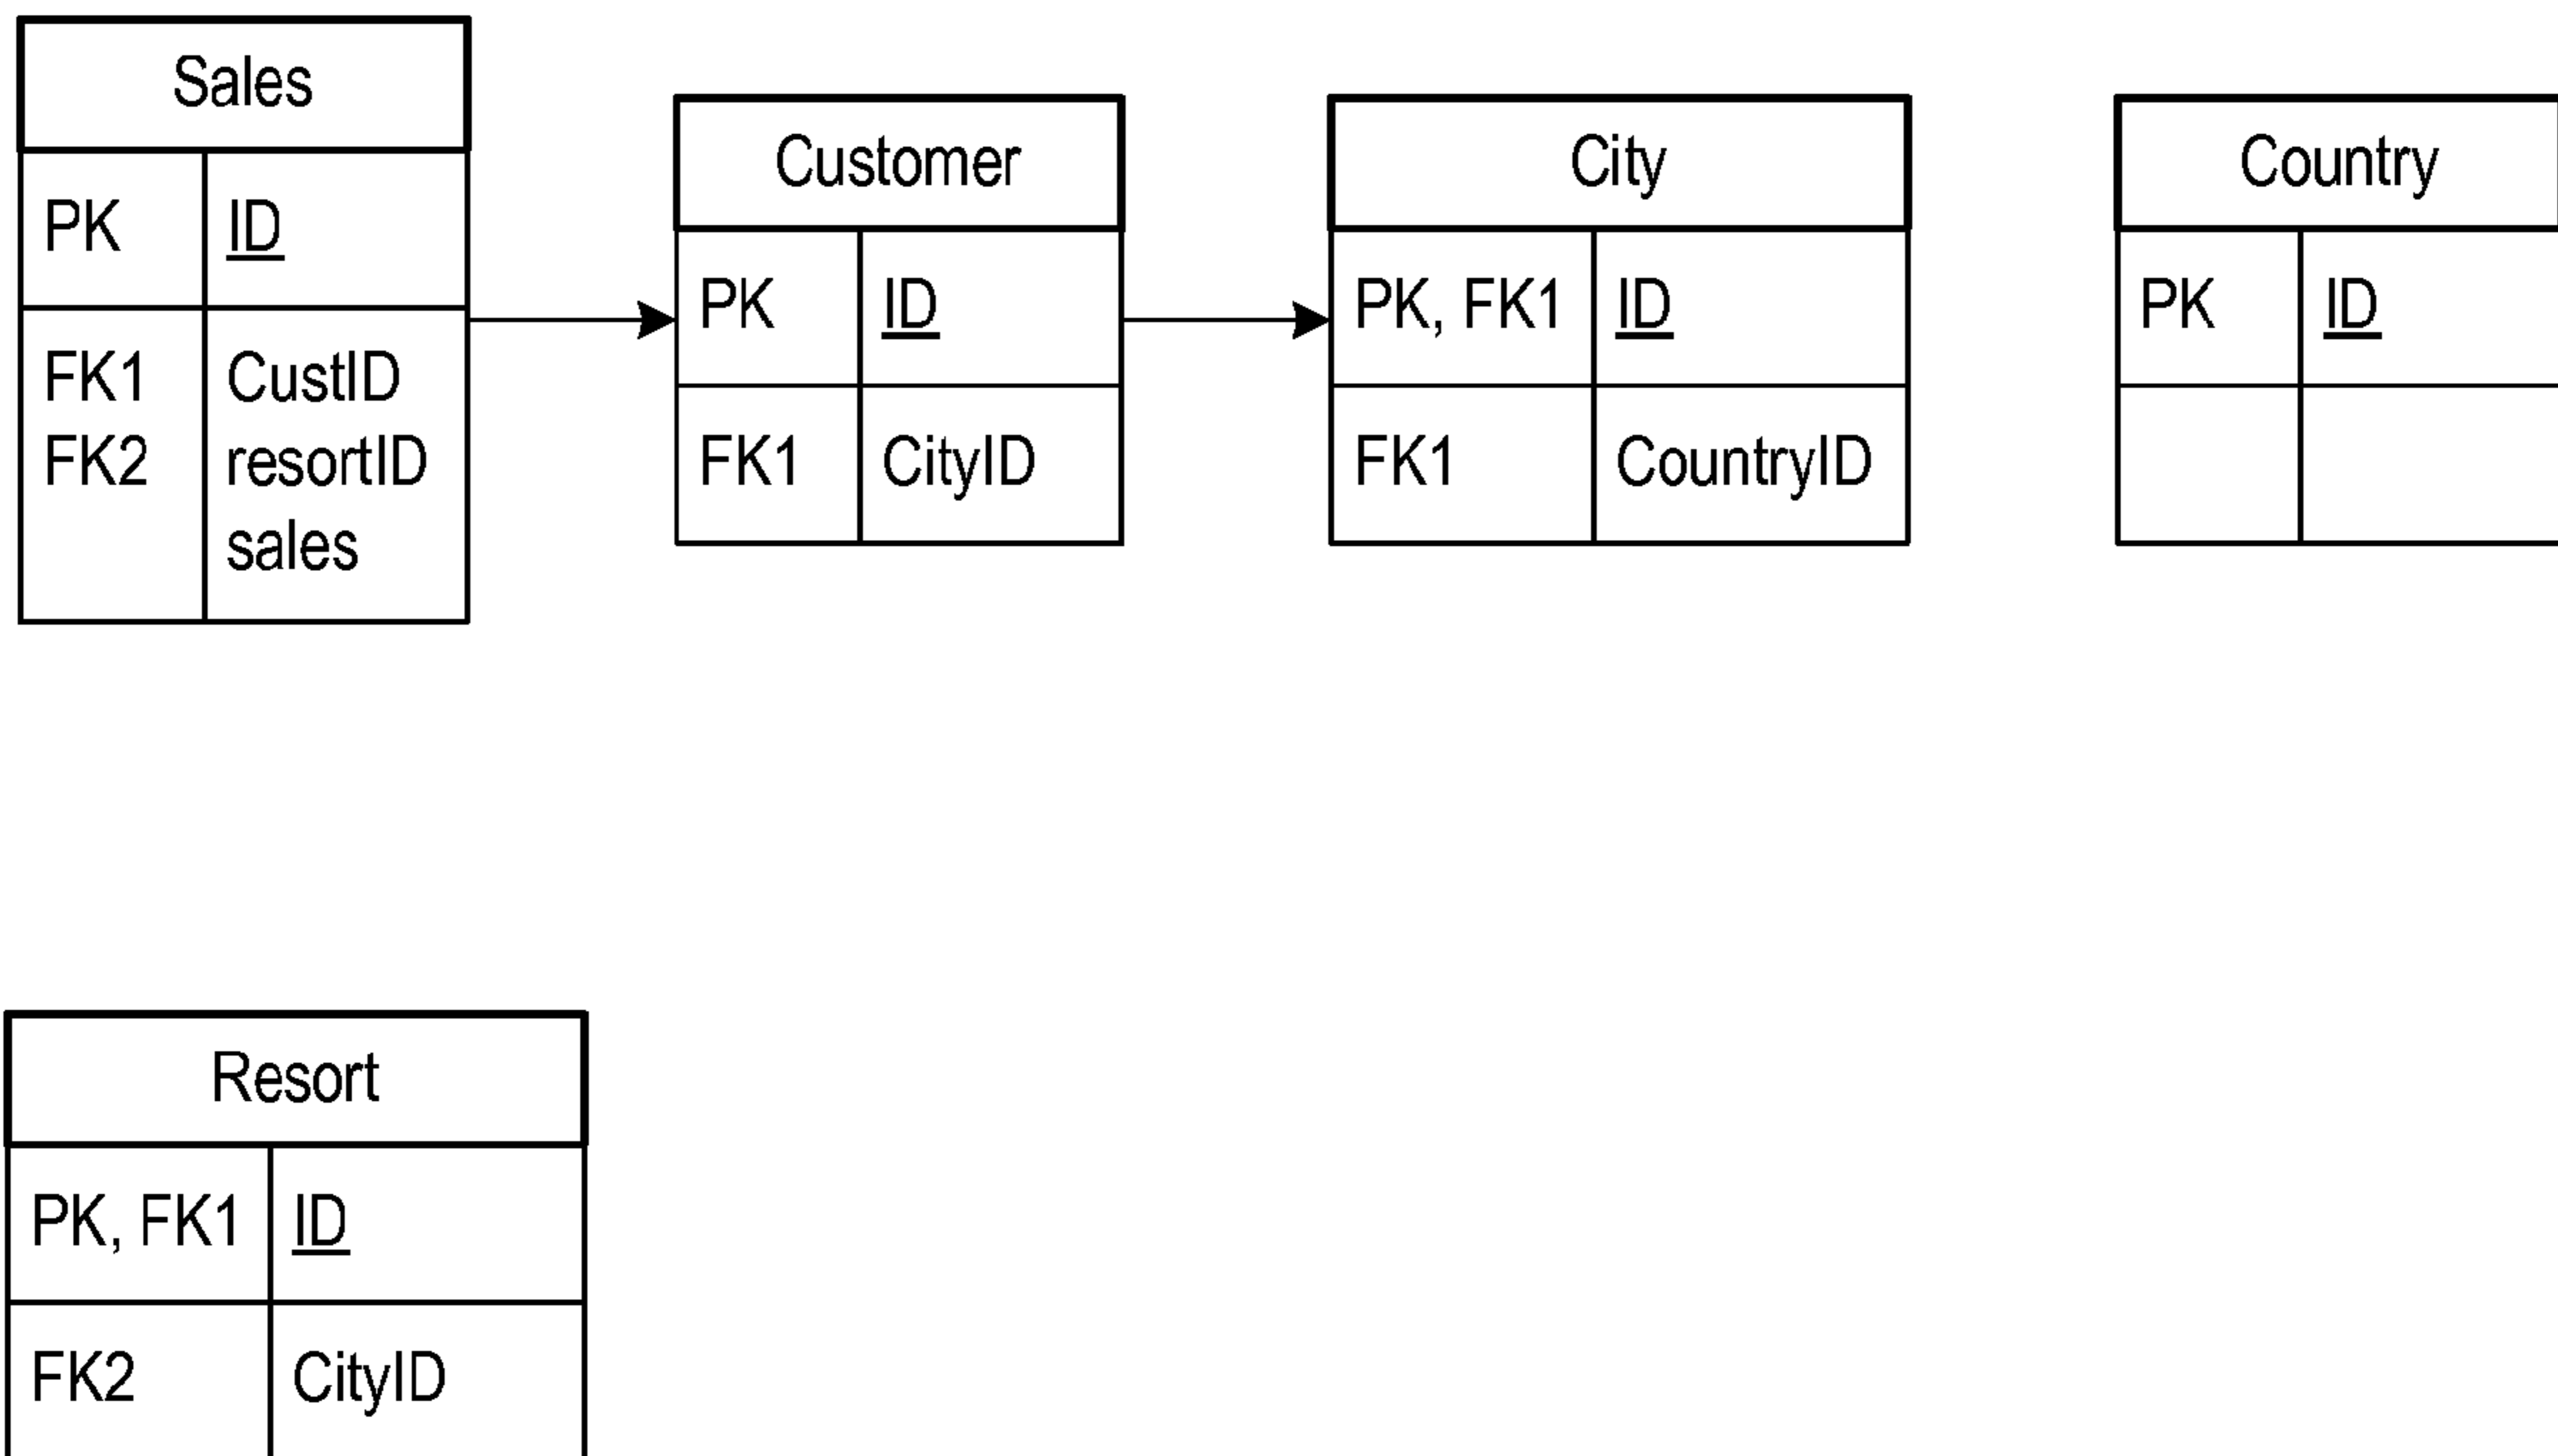 Sales
PK ID
FK1 CustID
FK2 resortID
sales
Customer
PK ID
FK1 CityID
City
PK, FK1 ID
FK1 CountryID
Country
PK ID
Resort
PK, FK1 ID
FK2 CityID